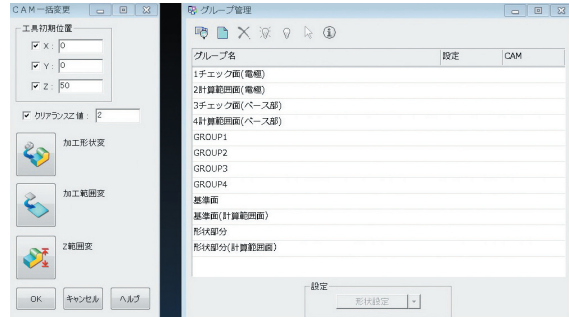 CAM一括変更
工具初期位置
X: 0
Y: 0
Z: 50
クリアランスZ値: 2
加工形状変
加工範囲変
Z範囲変
OK キャンセル ヘルプ
グループ管理
グループ名 設定 CAM
1チェック面(電極)
2計算範囲面(電極)
3チェック面(ベース部)
4計算範囲面(ベース部)
GROUP1
GROUP2
GROUP3
GROUP4
基準面
基準面(計算範囲面)
形状部分
形状部分(計算範囲面)
設定
形状設定